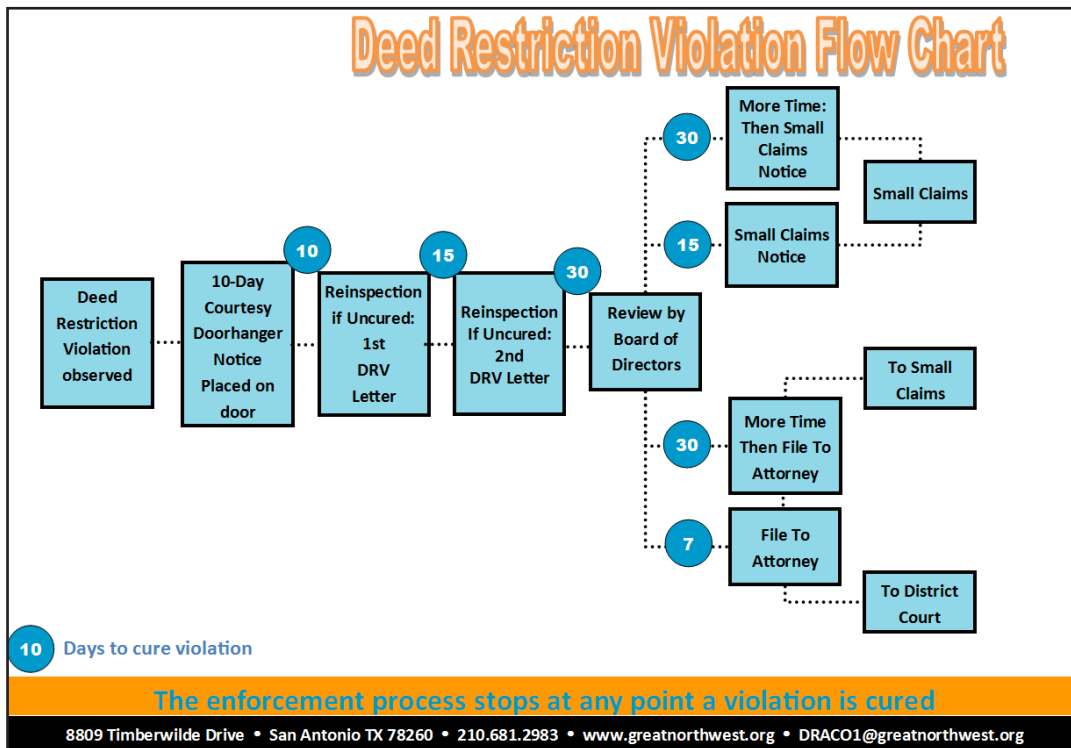 Deed Restriction Violation Flow Chart
Deed
Restriction
Violation
observed
10-Day
Courtesy
Doorhanger
Notice
Placed on
door
10
Reinspection
if Uncured:
1st
DRV
Letter
15
Reinspection
If Uncured:
2nd
DRV Letter
30
Review by
Board of
Directors
30
More Time:
Then Small
Claims
Notice
Small Claims
15
Small Claims
Notice
To Small
Claims
30
More Time
Then File To
Attorney
7
File To
Attorney
To District
Court
10
Days to cure violation
The enforcement process stops at any point a violation is cured
8809 Timberwilde Drive • San Antonio TX 78260 • 210.681.2983 • www.greatnorthwest.org • DRACO1@greatnorthwest.org